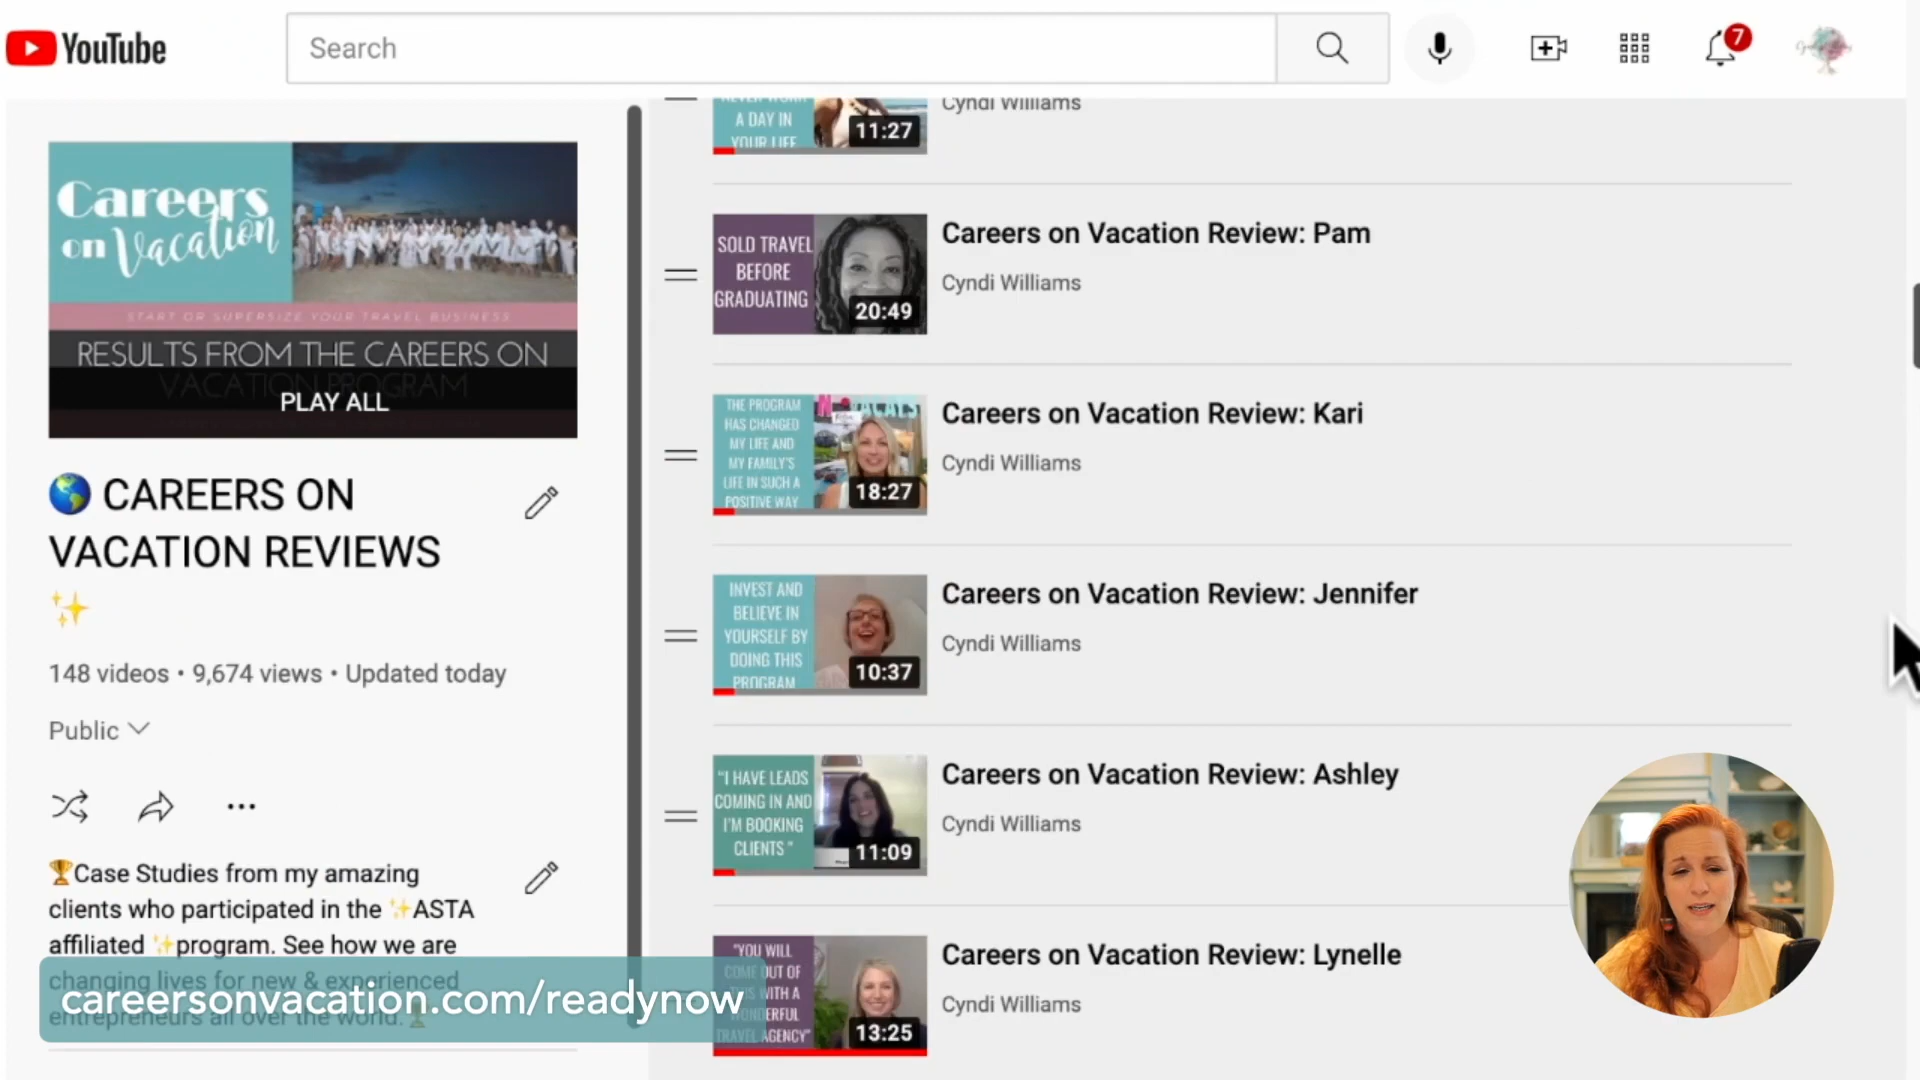 YouTube
Search
7
Careers
on Vacation
START OR SUPERSIZE YOUR TRAVEL BUSINESS
RESULTS FROM THE CAREERS ON
VACATION PROGRAM
PLAY ALL
CAREERS ON
VACATION REVIEWS
148 videos • 9,674 views • Updated today
Public
Case Studies from my amazing
clients who participated in the ✨ASTA
affiliated ✨program. See how we are
changing lives for new & experienced
entrepreneurs all over the world.
careersonvacation.com/readynow
NEVER WORK
A DAY IN
YOUR LIFE
11:27
Cyndi Williams
SOLD TRAVEL
BEFORE
GRADUATING
20:49
Careers on Vacation Review: Pam
Cyndi Williams
THE PROGRAM
HAS CHANGED
MY LIFE AND
MY FAMILY'S
LIFE IN SUCH A
POSITIVE WAY
18:27
Careers on Vacation Review: Kari
Cyndi Williams
INVEST AND
BELIEVE IN
YOURSELF BY
DOING THIS
PROGRAM
10:37
Careers on Vacation Review: Jennifer
Cyndi Williams
"I HAVE LEADS
COMING IN AND
I'M BOOKING
CLIENTS "
11:09
Careers on Vacation Review: Ashley
Cyndi Williams
"YOU WILL
COME OUT OF
THIS WITH A
WONDERFUL
TRAVEL AGENCY"
13:25
Careers on Vacation Review: Lynelle
Cyndi Williams